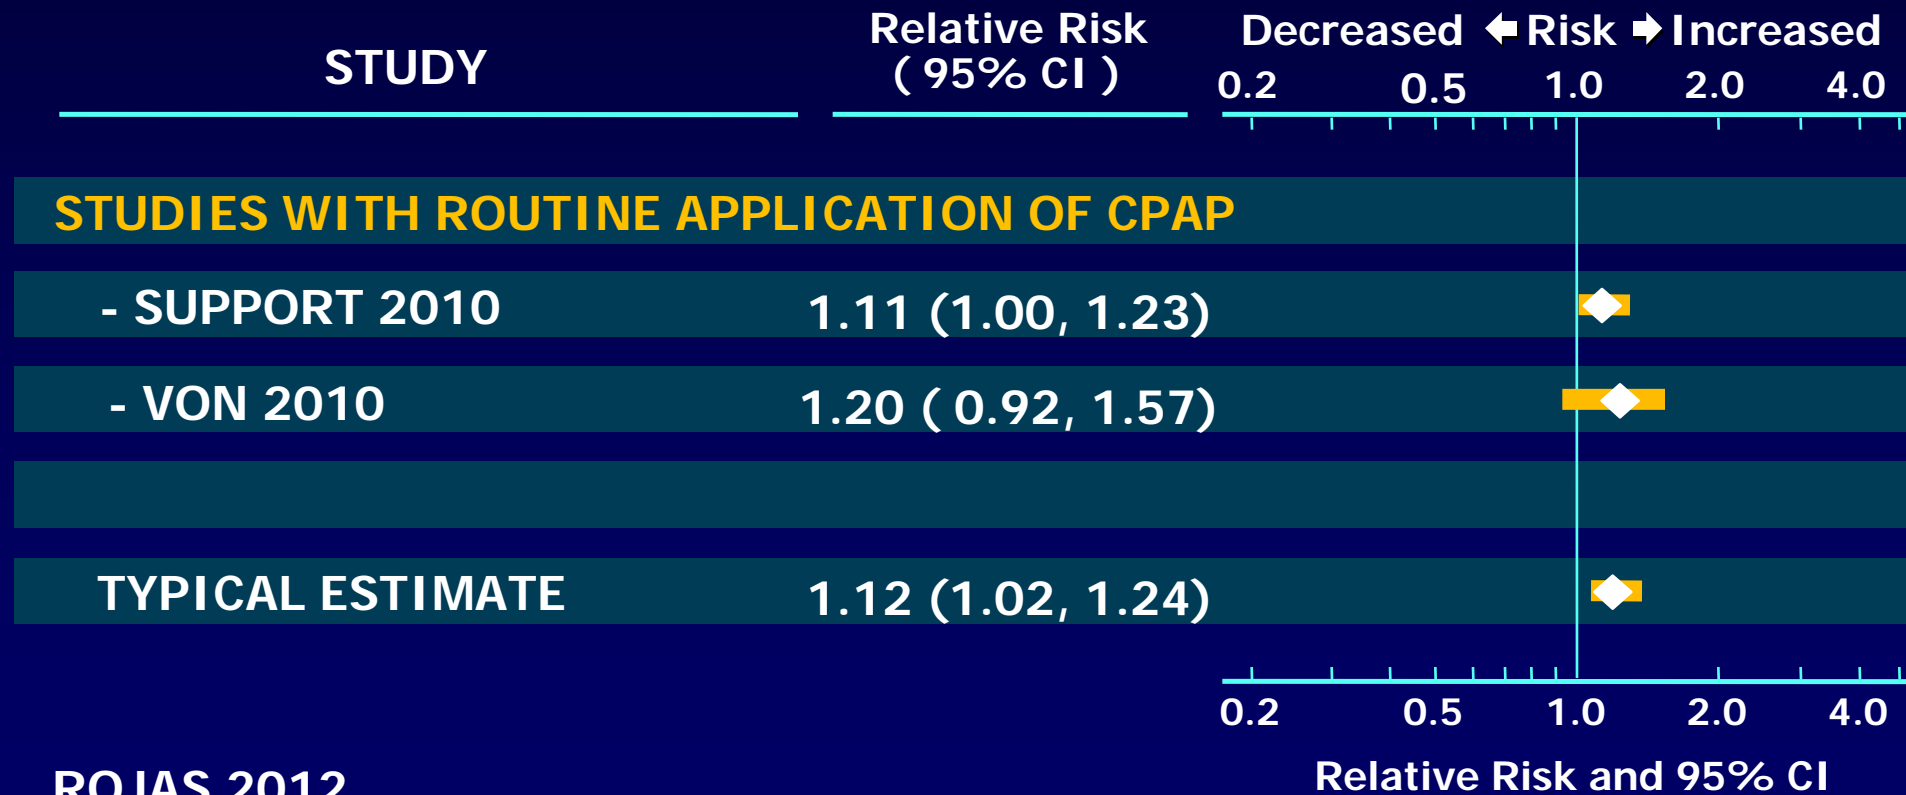 STUDY
Relative Risk
( 95% CI )
Decreased Risk Increased
0.2 0.5 1.0 2.0 4.0
STUDIES WITH ROUTINE APPLICATION OF CPAP
- SUPPORT 2010 1.11 (1.00, 1.23)
- VON 2010 1.20 ( 0.92, 1.57)
TYPICAL ESTIMATE 1.12 (1.02, 1.24)
0.2 0.5 1.0 2.0 4.0
Relative Risk and 95% CI
ROJAS 2012